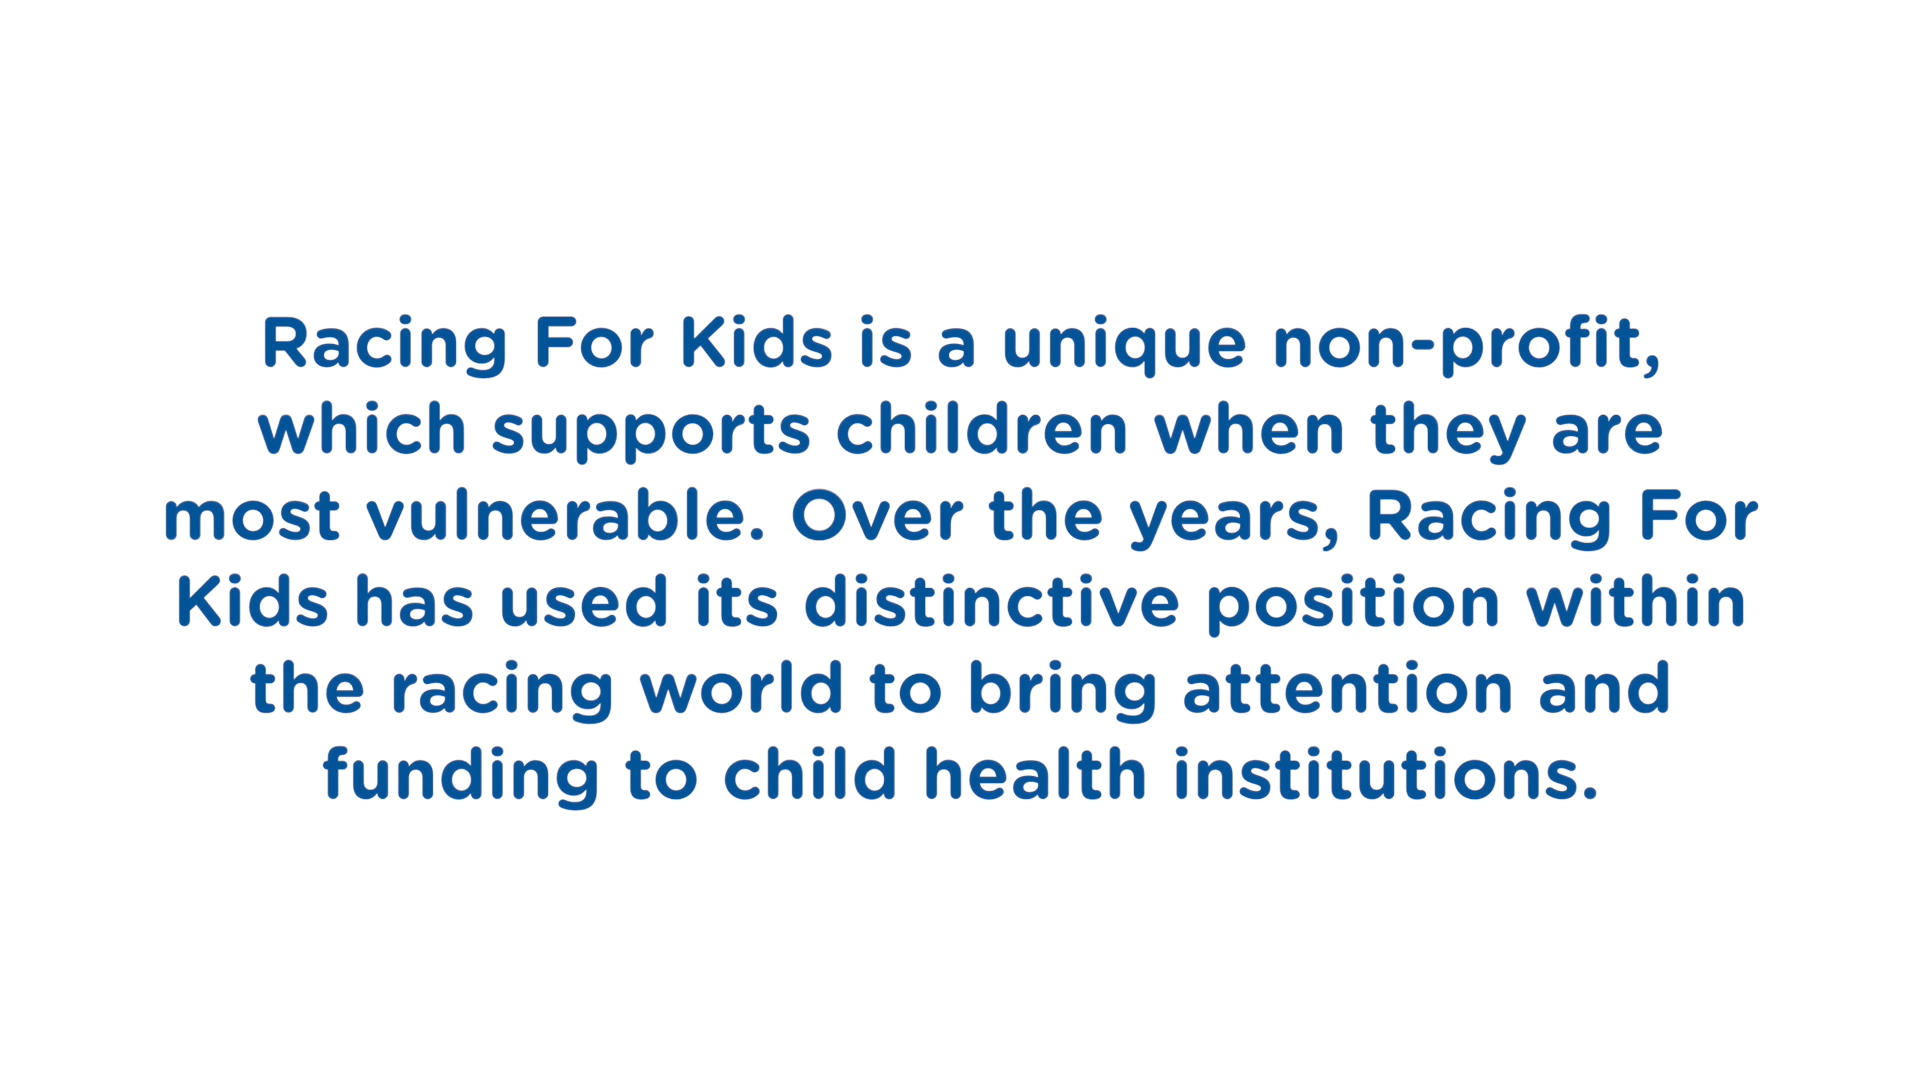 Racing For Kids is a unique non-profit,
which supports children when they are
most vulnerable. Over the years, Racing For
Kids has used its distinctive position within
the racing world to bring attention and
funding to child health institutions.